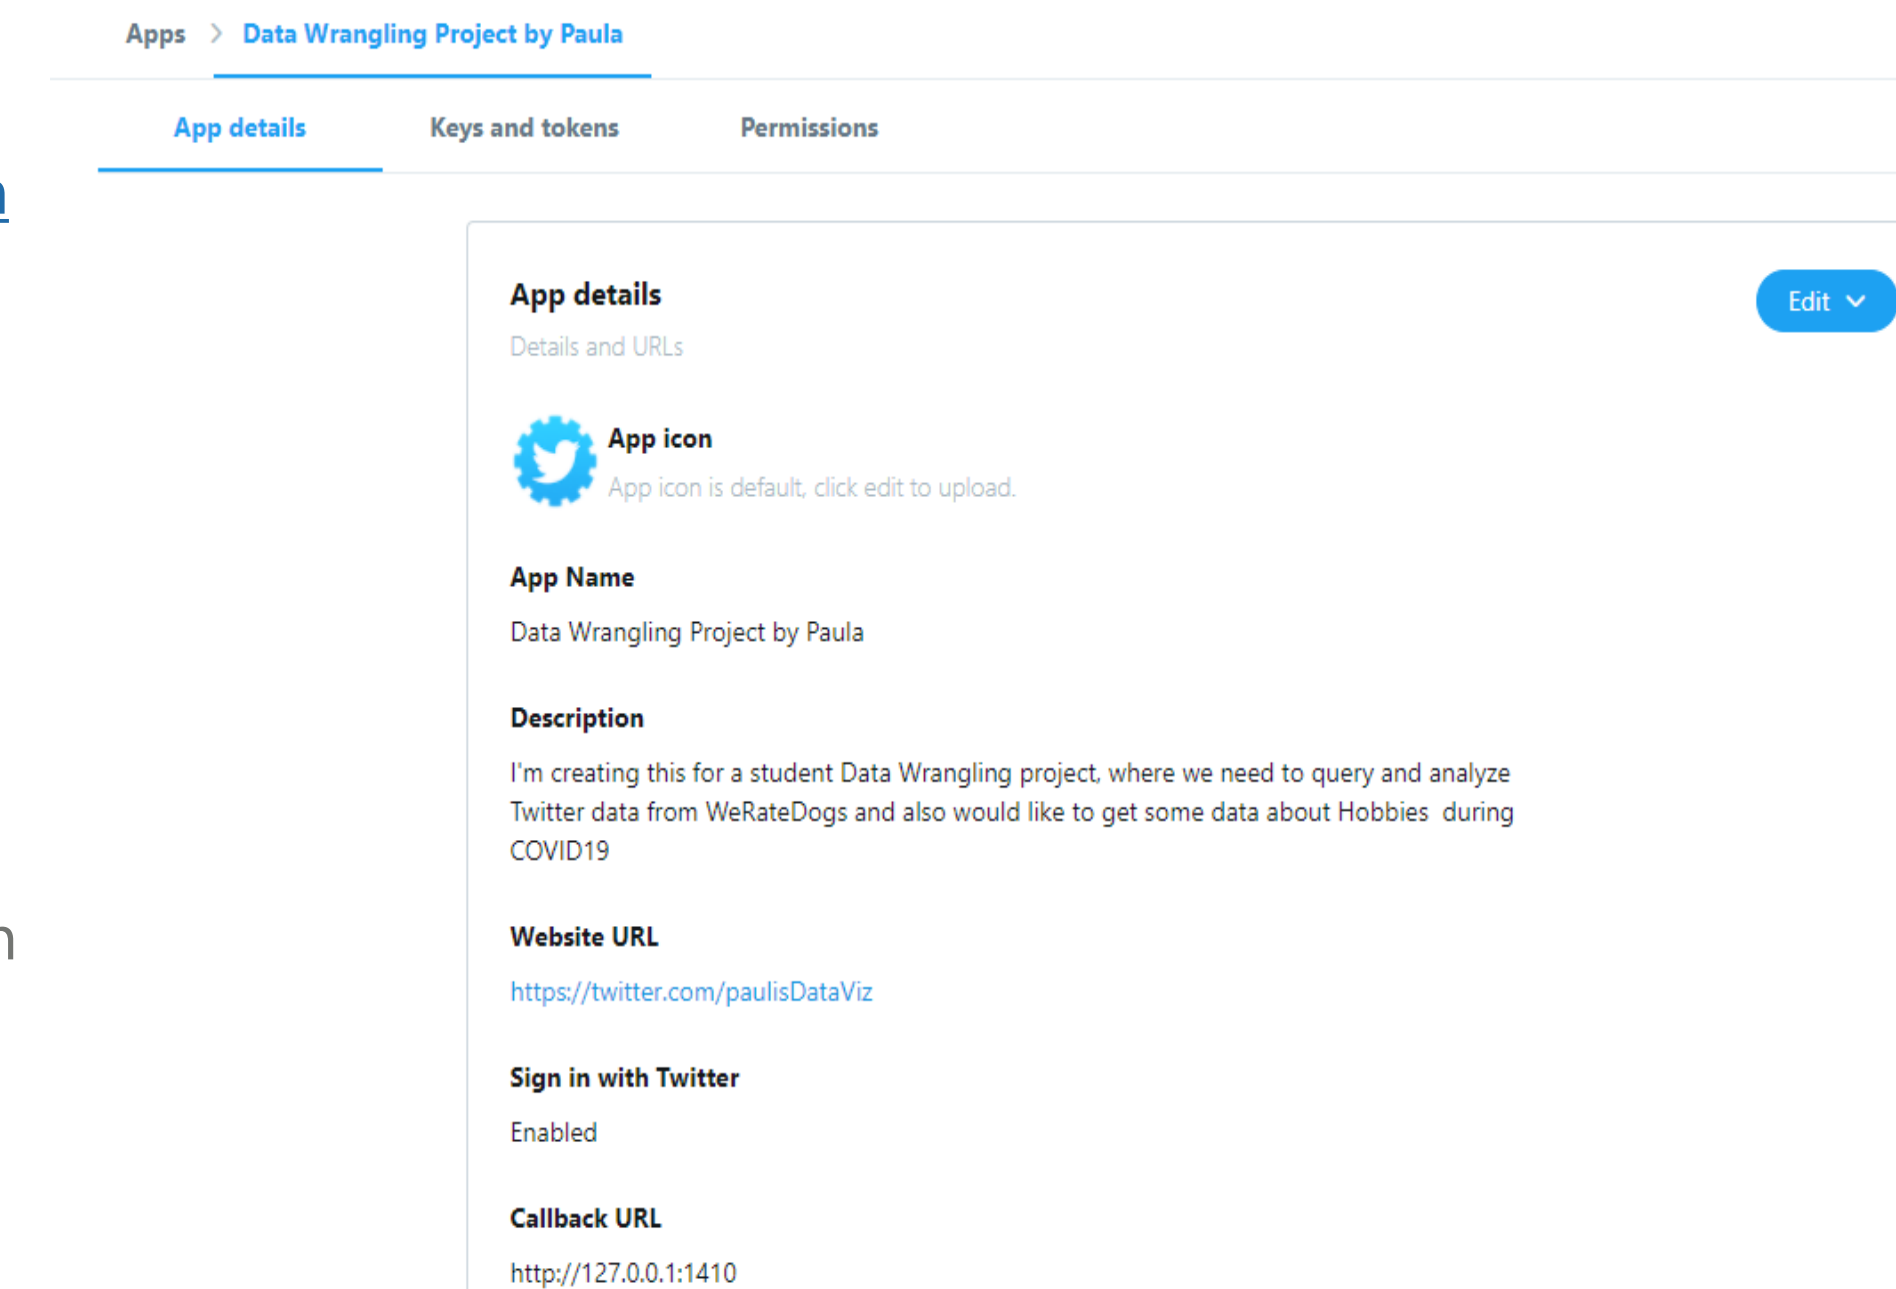 Apps > Data Wrangling Project by Paula
App details Keys and tokens Permissions
App details
Edit
Details and URLs
App icon
App icon is default, click edit to upload.
App Name
Data Wrangling Project by Paula
Description
I'm creating this for a student Data Wrangling project, where we need to query and analyze
Twitter data from WeRateDogs and also would like to get some data about Hobbies  during
COVID19
Website URL
https://twitter.com/paulisDataViz
Sign in with Twitter
Enabled
Callback URL
http://127.0.0.1:1410